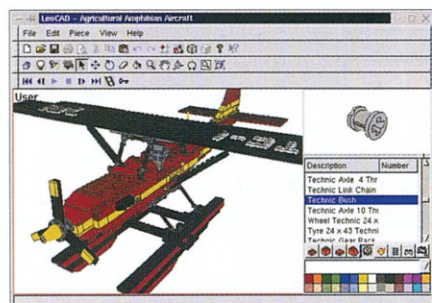 LeoCAD - Agricultural Amphibian Aircraft
File Edit Piece View Help
User
Description Number
Technic Axle 4 Thr
Technic Link Chain
Technic Bush
Technic Axle 10 Thr
Wheel Technic 24 x
Tyre 24 x 43 Techni
Technic Gear Rack